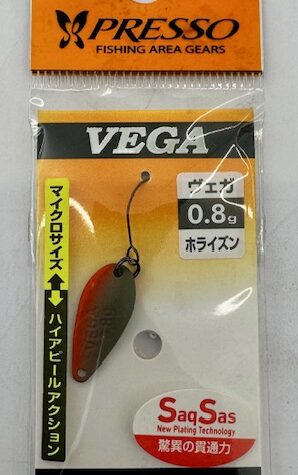 PRESSO
FISHING AREA GEARS
VEGA
ヴェガ
0.8g
ホライズン
マイクロサイズ
ハイアピールアクション
VEGA
SaqSas
New Plating Technology
驚異の貫通力